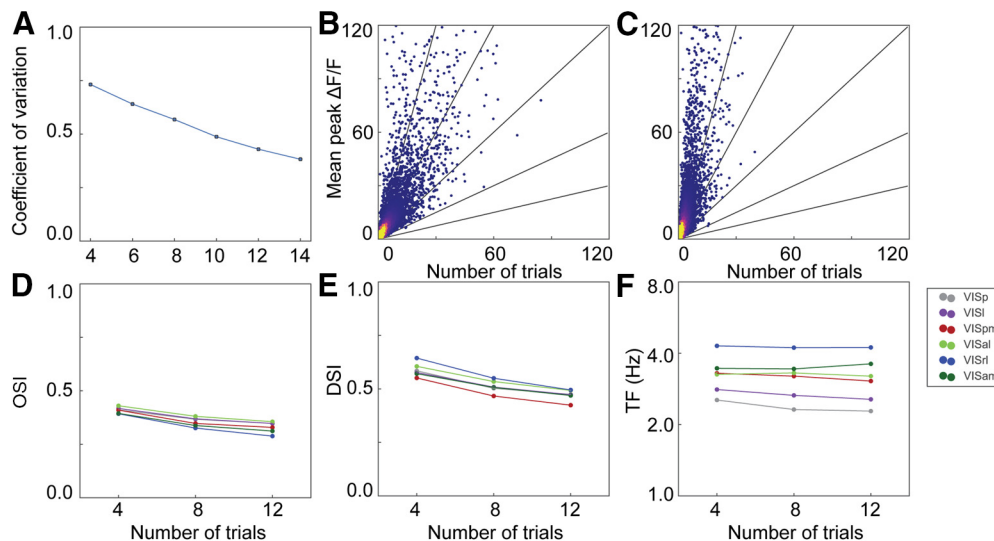 A
Coefficient of variation
1.0
0.5
0.0
4 6 8 10 12 14
B
Mean peak ΔF/F
120
60
0
0 60 120
Number of trials
C
120
60
0
0 60 120
Number of trials
D
OSI
1.0
0.5
0.0
4 8 12
Number of trials
E
DSI
1.0
0.5
0.0
4 8 12
Number of trials
F
TF (Hz)
8.0
4.0
2.0
1.0
4 8 12
Number of trials
VISp
VISl
VISpm
VISal
VISrl
VISam